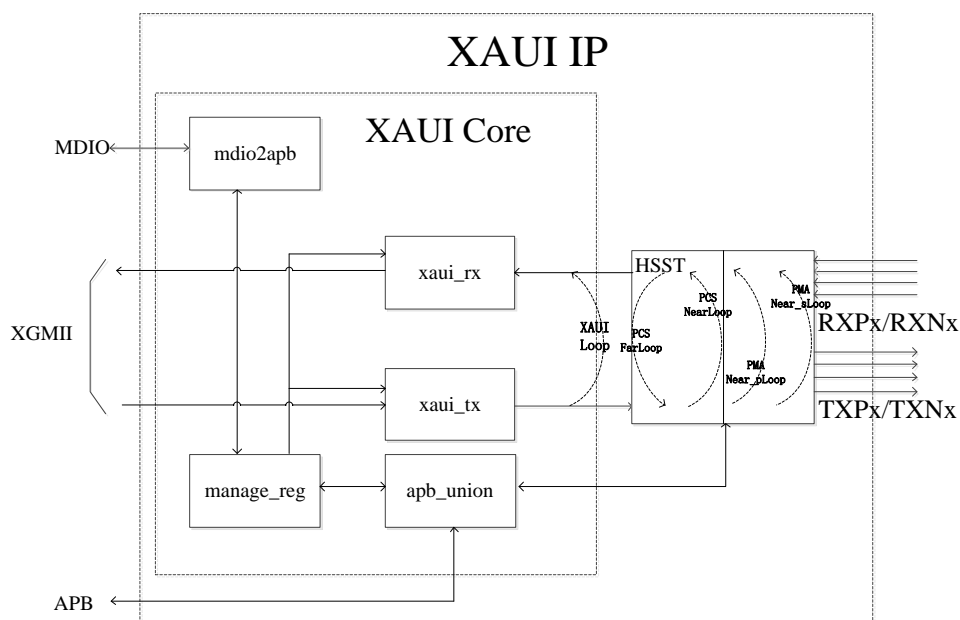 XAUI IP
XAUI Core
MDIO
mdio2apb
xaui_rx
HSST
PCS
NearLoop
PMA
Near_sLoop
XGMII
XAUI
Loop
PCS
FarLoop
RXPx/RXNx
PMA
Near_pLoop
xaui_tx
TXPx/TXNx
manage_reg
apb_union
APB